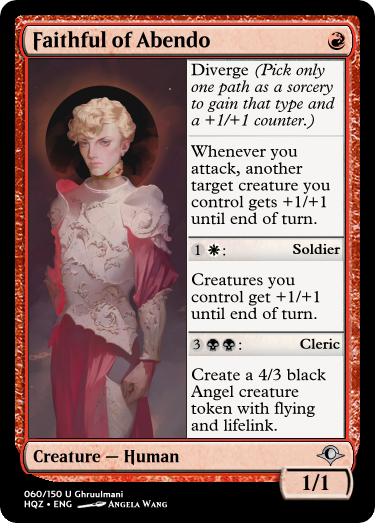 Faithful of Abendo
Diverge (Pick only
one path as a sorcery
to gain that type and
a +1/+1 counter.)
Whenever you
attack, another
target creature you
control gets +1/+1
until end of turn.
1 : Soldier
Creatures you
control get +1/+1
until end of turn.
3 : Cleric
Create a 4/3 black
Angel creature
token with flying
and lifelink.
Creature — Human
1/1
060/150 U Ghruulmani
HQZ • ENG Angela Wang